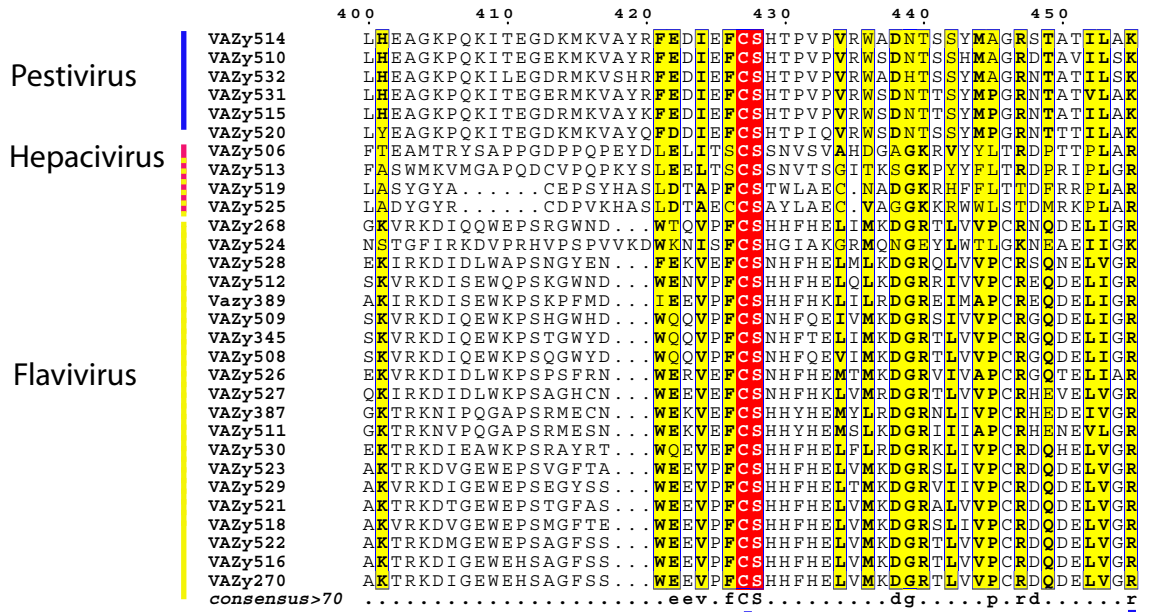 400 410 420 430 440 450
VAZy514 LHEAGKPQKITEGDKMKVAYRFEDIEFCSHTPVPVRWADNTSSYMAGRSTATILAK
VAZy510 LHEAGKPQKITEGEKMKVAYRFEDIEFCSHTPVPVRWSDNTSSHMAGRDTAVILSK
VAZy532 LHEAGKPQKILEGDRMKVSHRFEDIEFCSHTPVPVRWADHTSSYMAGRNTATILSK
VAZy531 LHEAGKPQKITEGERMKVAYRFEDIEFCSHTPVPVRWSDNTTSYMPGRNTATVLAK
VAZy515 LHEAGKPQKITEGDRMKVAYKFEDIEFCSHTPVPVRWSDNTTSYMPGRNTATILAK
Pestivirus
VAZy520 LYEAGKPQKITEGDKMKVAYQFDDIEFCSHTPIQVRWSDNTSSYMPGRNTTTILAK
VAZy506 FTEAMTRYSAPPGDPPQPEYDLELITSCSSNVSVAHDGAGKRVYYLTRDPTTPLAR
Hepacivirus
VAZy513 FASWMKVMGAPQDCVPQPKYSLEELTSCSSNVTSGITKSGKPYYFLTRDPRIPLGR
VAZy519 LASYGYA......CEPSYHASLDTAPFCSTWLAEC.NADGKRHFFLTTDFRRPLAR
VAZy525 LADYGYR......CDPVKHASLDTAECCSAYLAEC.VAGGKKRWWLSTDMRKPLAR
VAZy268 GKVRKDIQQWEPSRGWND...WTQVPFCSHHFHELIMKDGRTLVVPCRNQDELIGR
VAZy524 NSTGFIRKDVPRHVPSPVVKDWKNISFCSHGIAKGRMQNGEYLWTLGKNEAEIIGK
VAZy528 EKIRKDIDLWAPSNGYEN...FEKVEFCSNHFHELMLKDGRQLVVPCRSQNELVGR
VAZy512 SKVRKDISEWQPSKGWND...WENVPFCSHHFHELQLKDGRRIVVPCREQDELIGR
Vazy389 AKIRKDISEWKPSKPFMD...IEEVPFCSHHFHKLILRDGREIMAPCREQDELIGR
VAZy509 SKVRKDIQEWKPSHGWHD...WQQVPFCSNHFQEIVMKDGRSIVVPCRGQDELIGR
VAZy345 SKVRKDIQEWKPSTGWYD...WQQVPFCSNHFTELIMKDGRTLVVPCRGQDELIGR
VAZy508 SKVRKDIQEWKPSQGWYD...WQQVPFCSNHFQEVIMKDGRTLVVPCRGQDELIGR
Flavivirus
VAZy526 EKVRKDIDLWKPSPSFRN...WERVEFCSNHFHEMTMKDGRVIVAPCRGQTELIAR
VAZy527 QKIRKDIDLWKPSAGHCN...WEEVEFCSNHFHKLVMRDGRTLVVPCRHEVELVGR
VAZy387 GKTRKNIPQGAPSRMECN...WEKVEFCSHHYHEMYLRDGRNLIVPCRHEDEIVGR
VAZy511 GKTRKNVPQGAPSRMESN...WEKVEFCSHHYHEMSLKDGRIIIAPCRHENEVLGR
VAZy530 EKTRKDIEAWKPSRAYRT...WQEVEFCSHHFHELFLRDGRKLIVPCRDQHELVGR
VAZy523 AKTRKDVGEWEPSVGFTA...WEEVPFCSHHFHELVMKDGRSLIVPCRDQDELVGR
VAZy529 AKVRKDIGEWEPSEGYSS...WEEVPFCSHHFHELTMKDGRVIIVPCRDQDELVGR
VAZy521 AKTRKDTGEWEPSTGFAS...WEEVPFCSHHFHELVMKDGRALVVPCRDQDELVGR
VAZy518 AKVRKDVGEWEPSMGFTE...WEEVPFCSHHFHELVMKDGRSLIVPCRDQDELVGR
VAZy522 AKTRKDMGEWEPSAGFSS...WEEVPFCSHHFHELVMKDGRTLVVPCRDQDELVGR
VAZy516 AKTRKDIGEWEHSAGFSS...WEEVPFCSHHFHELVMKDGRTLVVPCRDQDELVGR
VAZy270 AKTRKDIGEWEHSAGFSS...WEEVPFCSHHFHELVMKDGRTLVVPCRDQDELVGR
consensus>70 ......................eev.fCS.........dg.....p.rd......r